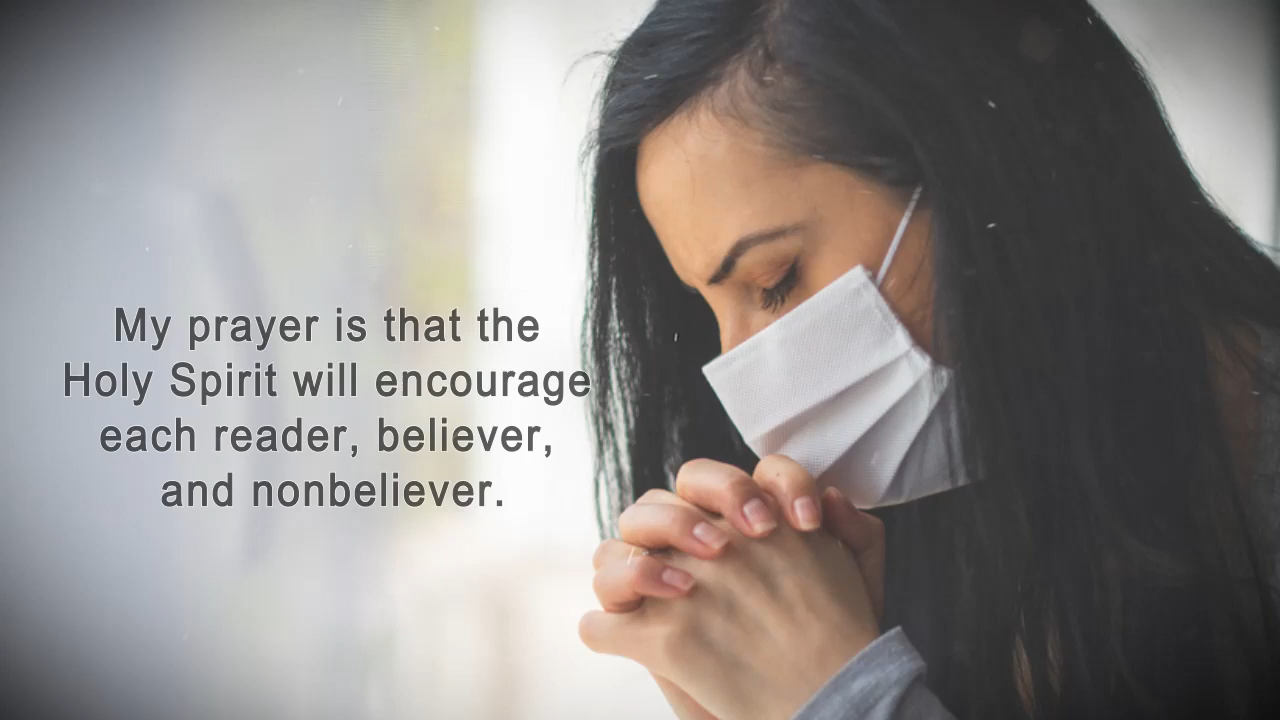 My prayer is that the
Holy Spirit will encourage
each reader, believer,
and nonbeliever.